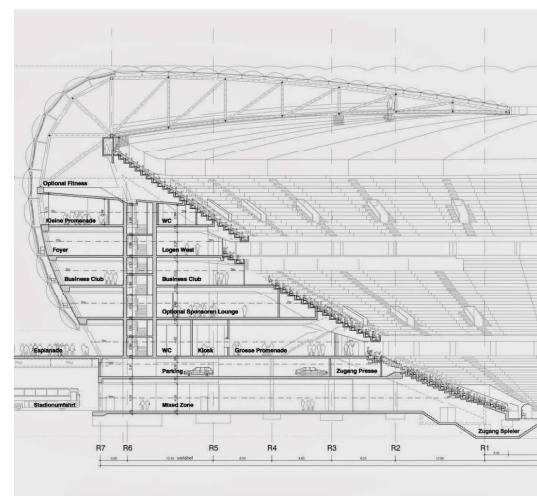 Optional Fitness
Kleine Promenade
WC
Foyer
Logen West
Business Club
Business Club
Optional Sponsoren Lounge
Esplanade
WC
Kiosk
Grosse Promenade
Parking
Zugang Presse
Stadionumfahrt
Mixed Zone
Zugang Spieler
R7
R6
R5
R4
R3
R2
R1
variabel